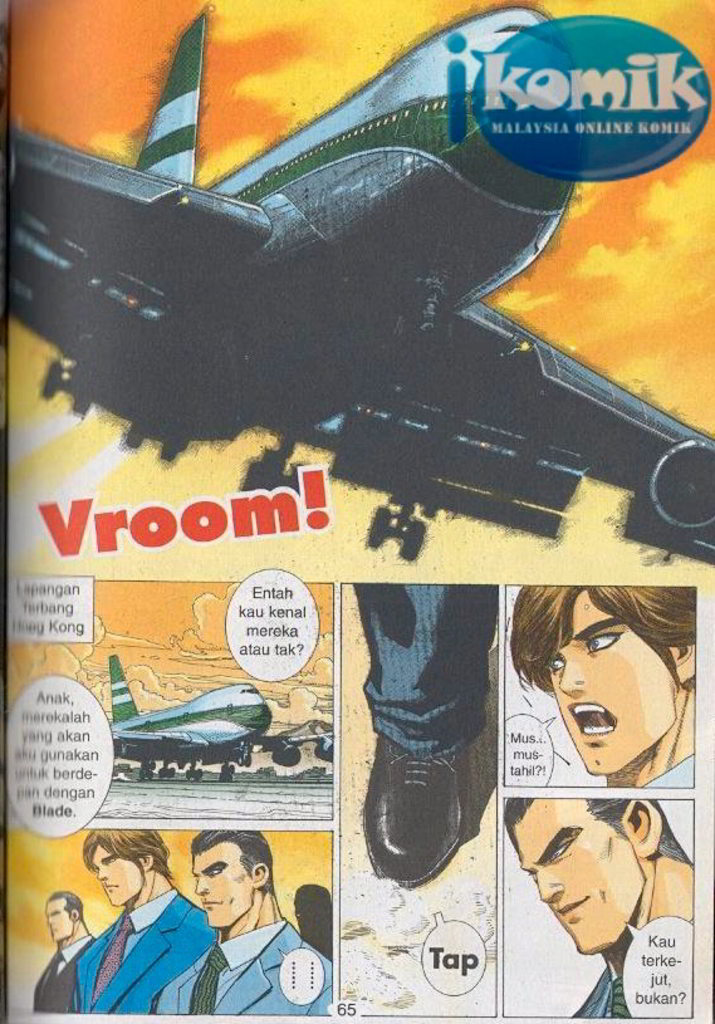 ikomik
MALAYSIA ONLINE KOMIK
Vroom!
Lapangan
terbang
Hong Kong
Entah
kau kenal
mereka
atau tak?
Anak,
merekalah
yang akan
aku gunakan
untuk berde-
pan dengan
Blade.
!!!
Tap
Mus...
mus-
tahil?!
Kau
terke-
jut,
bukan?
65